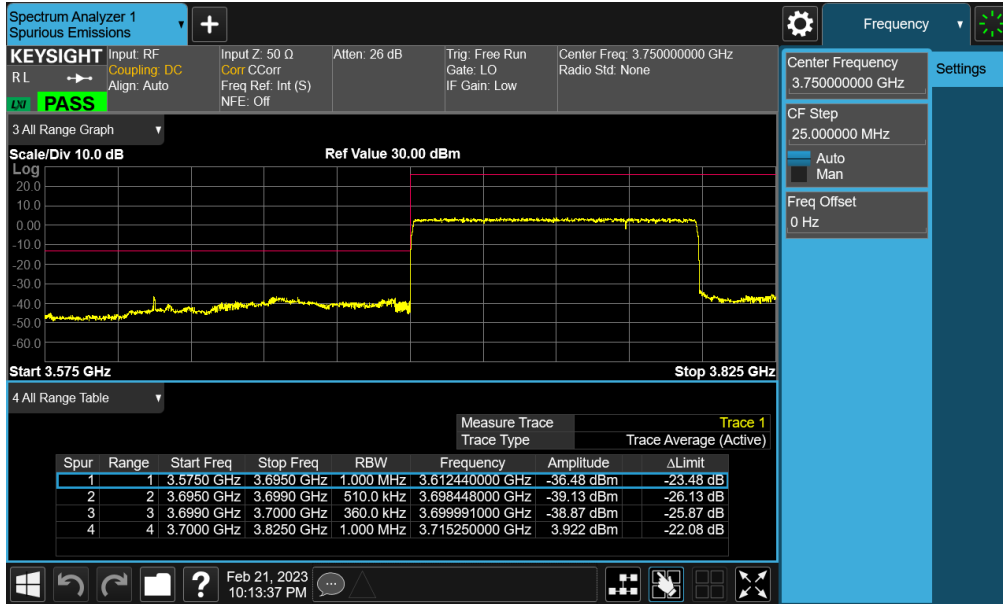 Spectrum Analyzer 1
Spurious Emissions
Frequency
KEYSIGHT
RL
LXI
PASS
Input: RF
Coupling: DC
Align: Auto
Input Z: 50 Ω
Corr CCorr
Freq Ref: Int (S)
NFE: Off
Atten: 26 dB
Trig: Free Run
Gate: LO
IF Gain: Low
Center Freq: 3.750000000 GHz
Radio Std: None
Center Frequency
3.750000000 GHz
Settings
CF Step
25.000000 MHz
Auto
Man
Freq Offset
0 Hz
3 All Range Graph
Scale/Div 10.0 dB
Ref Value 30.00 dBm
Log
20.0
10.0
0.00
-10.0
-20.0
-30.0
-40.0
-50.0
-60.0
Start 3.575 GHz
Stop 3.825 GHz
4 All Range Table
Measure Trace Trace 1
Trace Type Trace Average (Active)
Spur Range Start Freq Stop Freq RBW Frequency Amplitude ΔLimit
1 1 3.5750 GHz 3.6950 GHz 1.000 MHz 3.612440000 GHz -36.48 dBm -23.48 dB
2 2 3.6950 GHz 3.6990 GHz 510.0 kHz 3.698448000 GHz -39.13 dBm -26.13 dB
3 3 3.6990 GHz 3.7000 GHz 360.0 kHz 3.699991000 GHz -38.87 dBm -25.87 dB
4 4 3.7000 GHz 3.8250 GHz 1.000 MHz 3.715250000 GHz 3.922 dBm -22.08 dB
Feb 21, 2023
10:13:37 PM